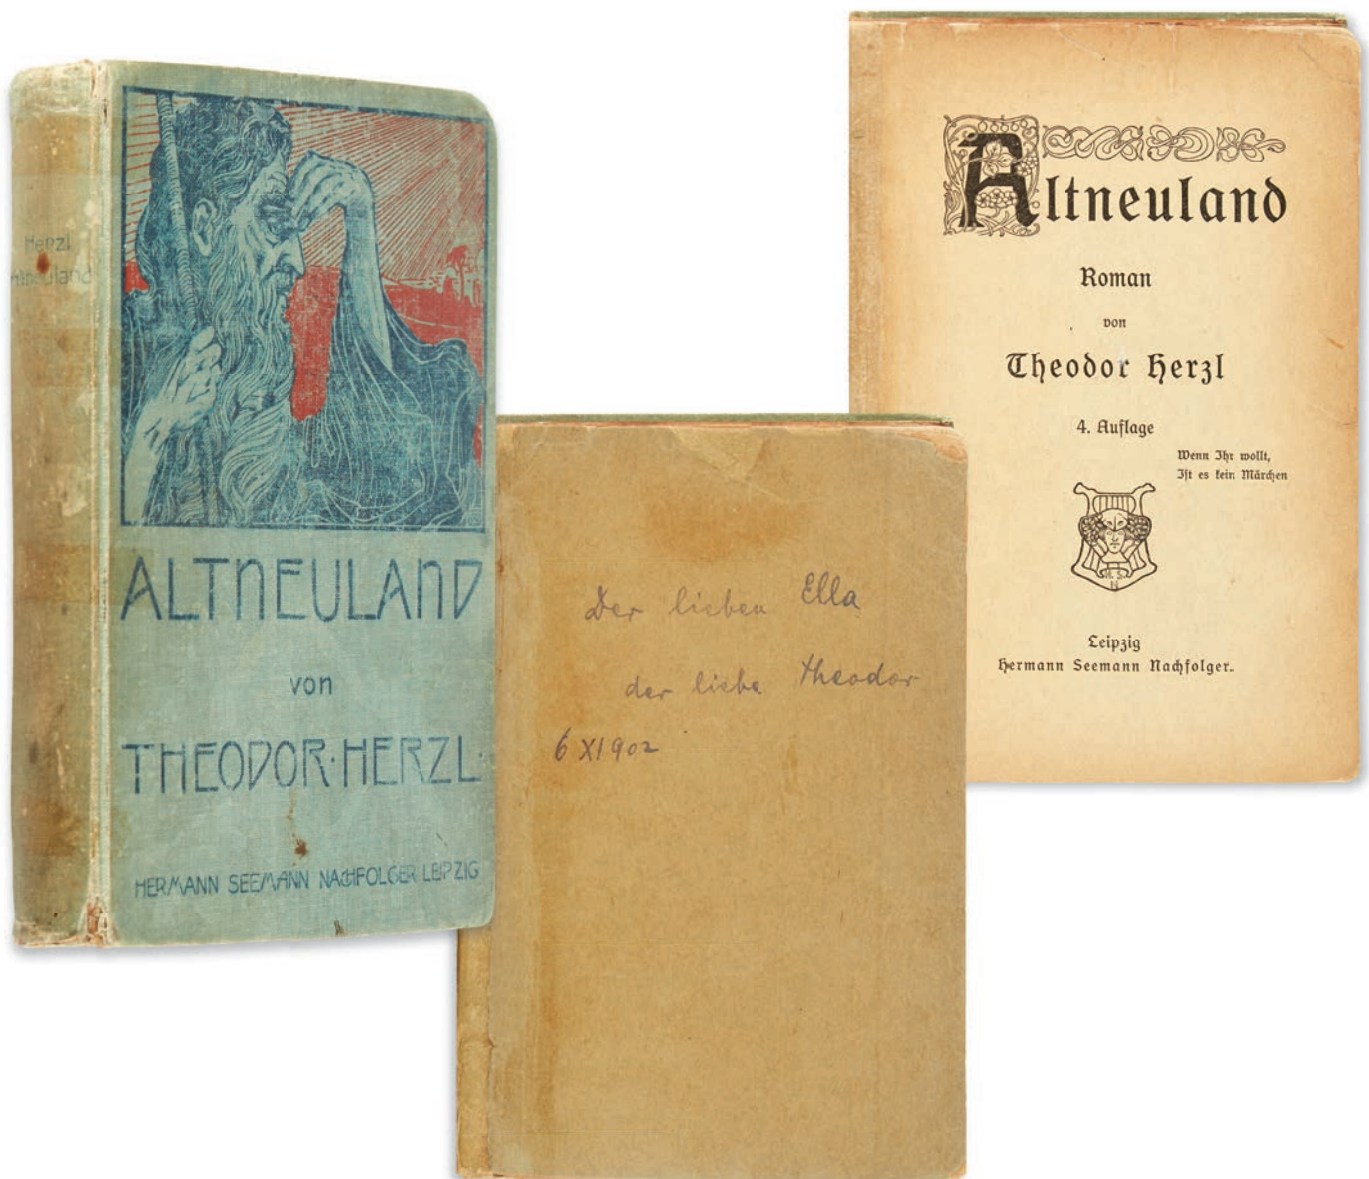 Herzl
Altneuland
ALTNEULAND
von
THEODOR·HERZL·
HERMANN SEEMANN NACHFOLGER LEIPZIG
Der lieben Ella
der liebe Theodor
6 XI 902
Altneuland
Roman
von
Theodor Herzl
4. Auflage
Wenn Ihr wollt,
Ist es kein Märchen
H. S.
N.
Leipzig
Hermann Seemann Nachfolger.